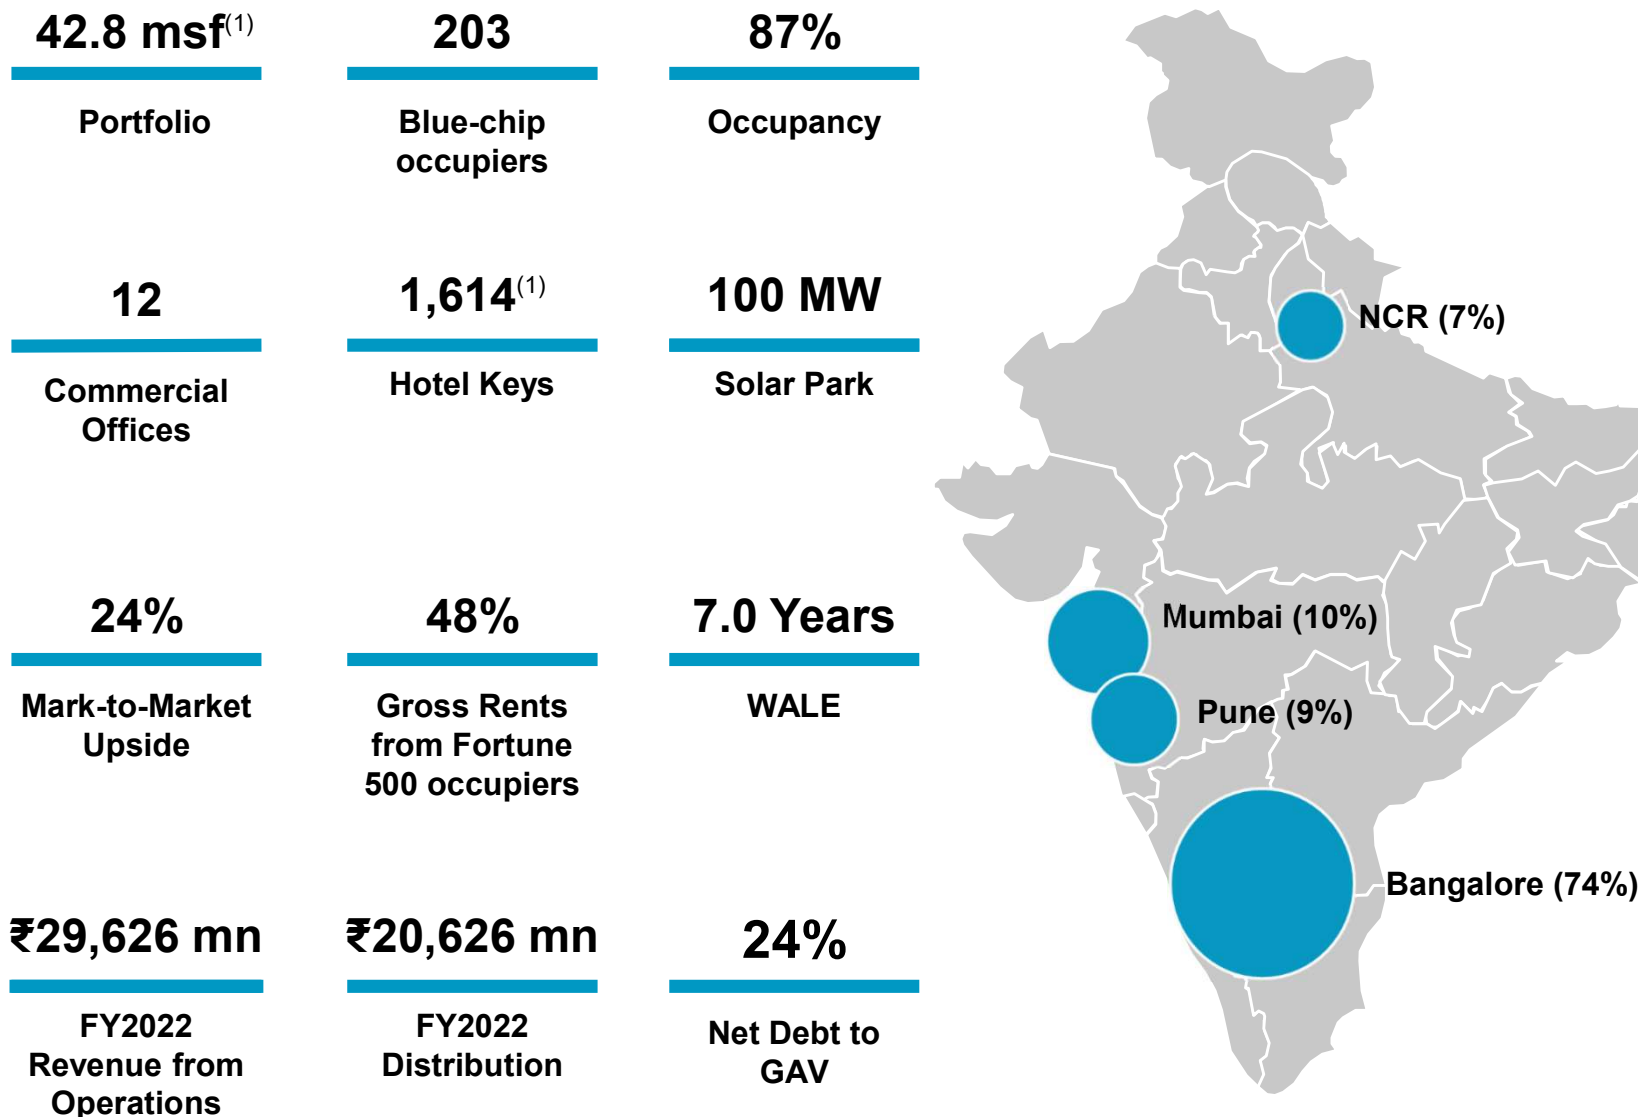 42.8 msf(1)
Portfolio
203
Blue-chip
occupiers
87%
Occupancy
12
Commercial
Offices
1,614(1)
Hotel Keys
100 MW
Solar Park
24%
Mark-to-Market
Upside
48%
Gross Rents
from Fortune
500 occupiers
7.0 Years
WALE
₹29,626 mn
FY2022
Revenue from
Operations
₹20,626 mn
FY2022
Distribution
24%
Net Debt to
GAV
NCR (7%)
Mumbai (10%)
Pune (9%)
Bangalore (74%)